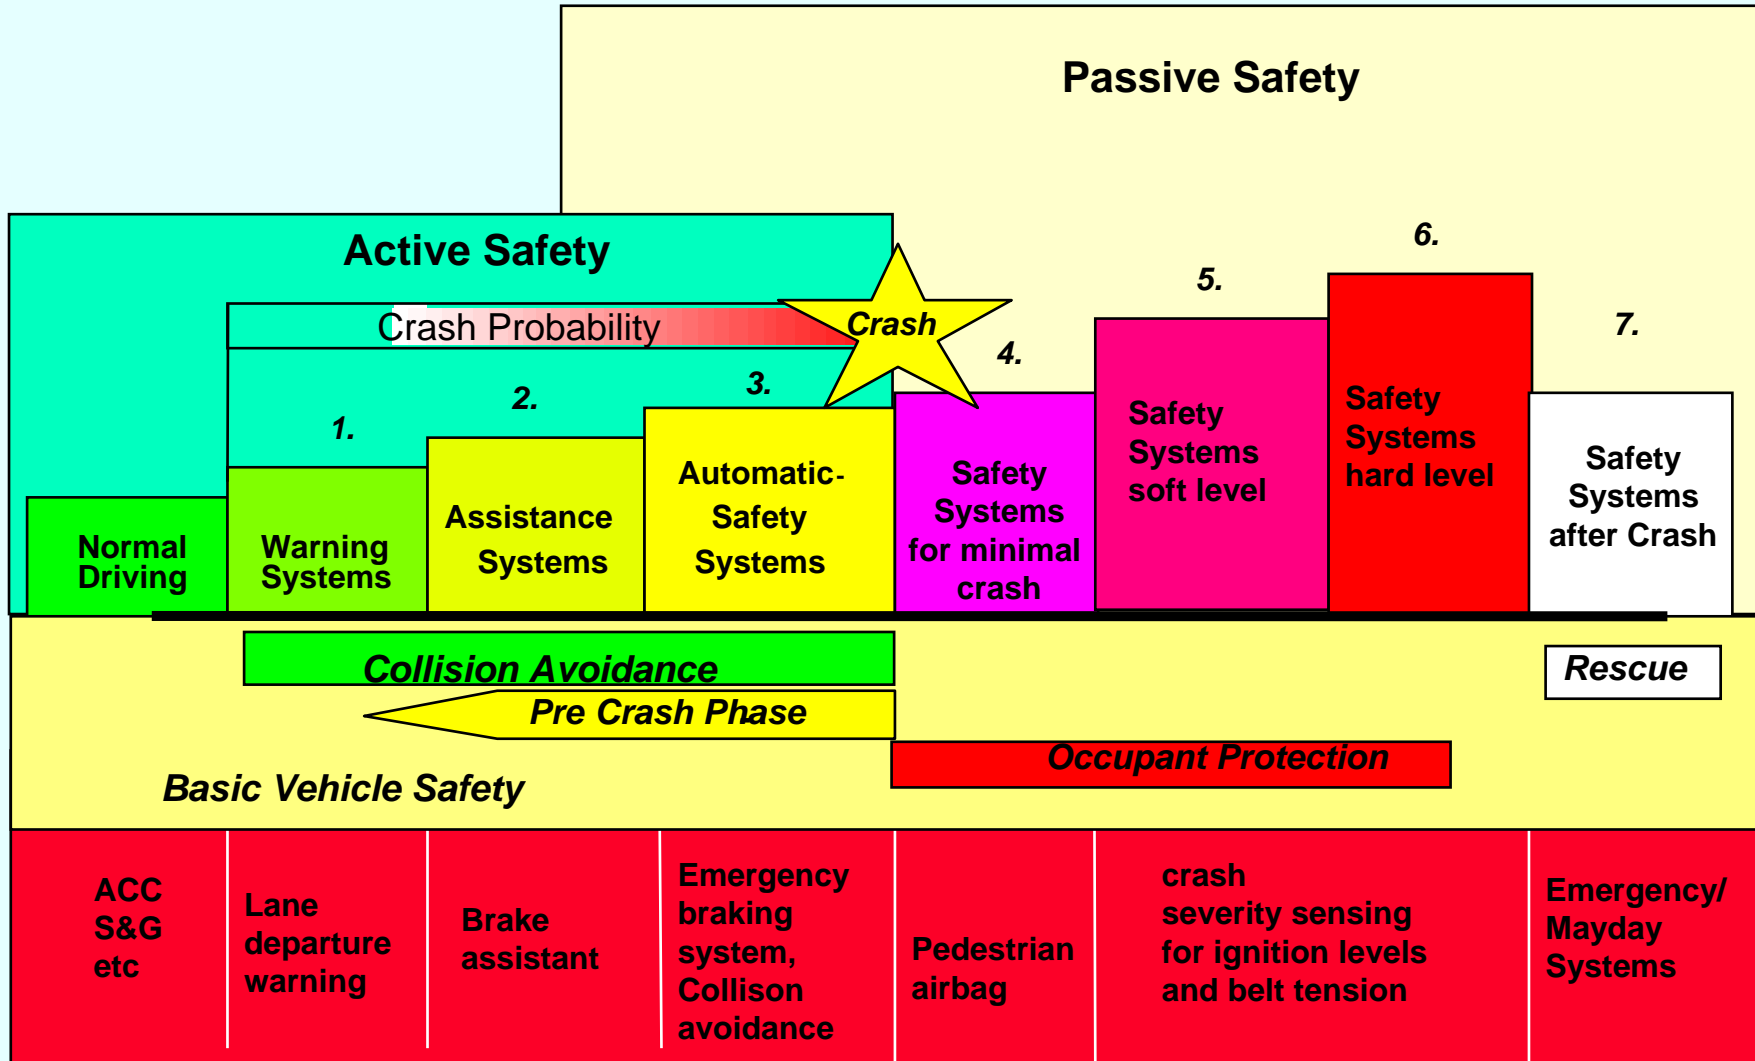 Passive Safety
Active Safety
Crash Probability
Crash
1.
2.
3.
4.
5.
6.
7.
Normal
Driving
Warning
Systems
Assistance
Systems
Automatic-
Safety
Systems
Safety
Systems
for minimal
crash
Safety
Systems
soft level
Safety
Systems
hard level
Safety
Systems
after Crash
Collision Avoidance
Pre Crash Phase
Occupant Protection
Rescue
Basic Vehicle Safety
ACC
S&G
etc
Lane
departure
warning
Brake
assistant
Emergency
braking
system,
Collison
avoidance
Pedestrian
airbag
crash
severity sensing
for ignition levels
and belt tension
Emergency/
Mayday
Systems